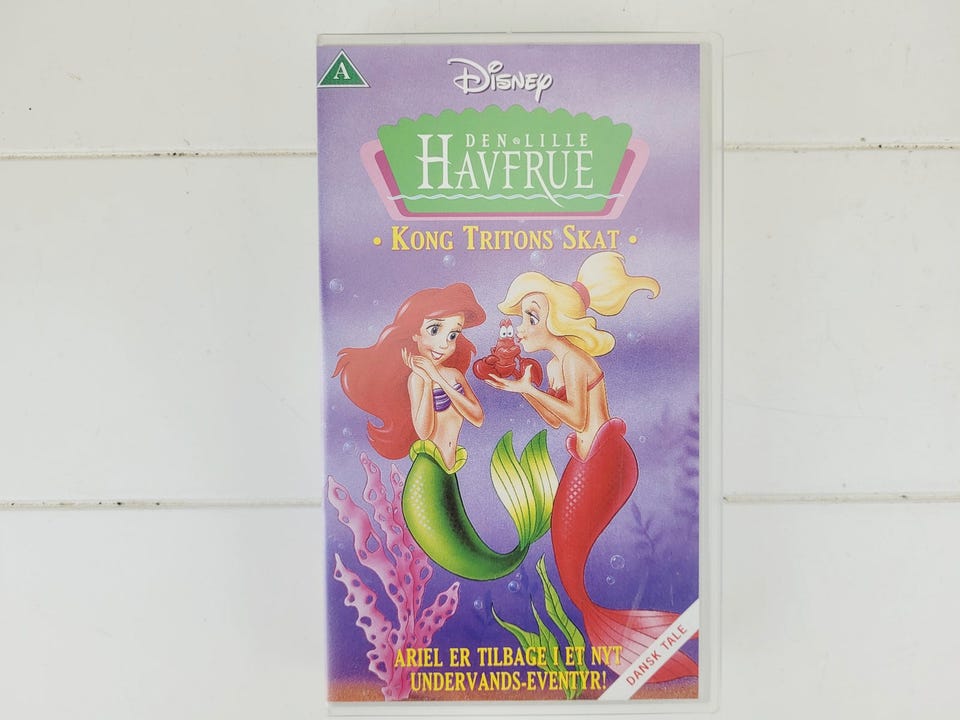 A
Disney
DEN LILLE
HAVFRUE
• KONG TRITONS SKAT •
ARIEL ER TILBAGE I ET NYT
UNDERVANDS-EVENTYR!
DANSK TALE